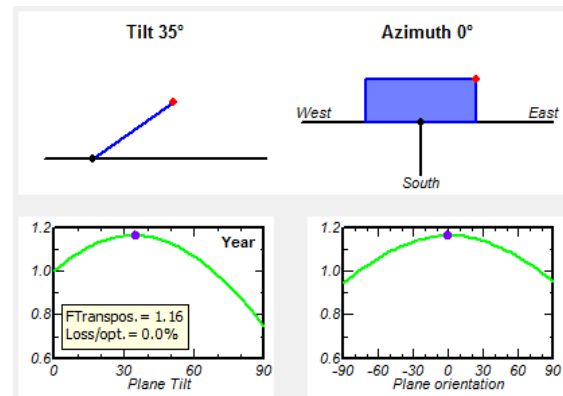 Tilt 35°
Azimuth 0°
West
East
South
1.2
1.0
0.8
0.6
Year
FTranspos. = 1.16
Loss/opt. = 0.0%
0 30 60 90
Plane Tilt
1.2
1.0
0.8
0.6
-90 -60 -30 0 30 60 90
Plane orientation